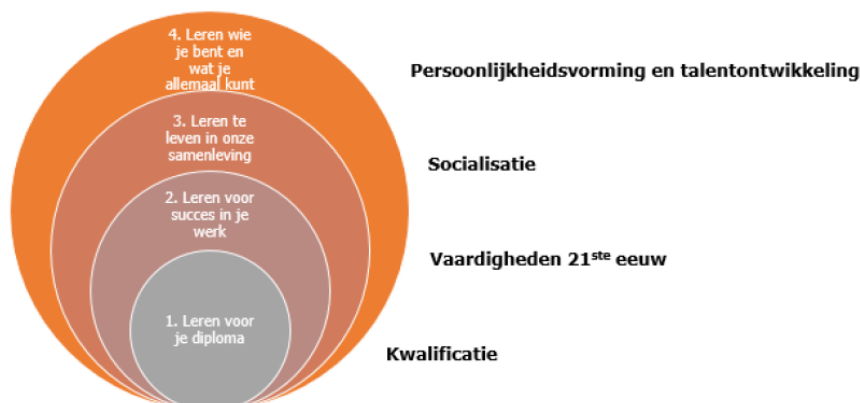 4. Leren wie
je bent en
wat je
allemaal kunt
Persoonlijkheidsvorming en talentontwikkeling
3. Leren te
leven in onze
samenleving
Socialisatie
2. Leren voor
succes in je
werk
Vaardigheden 21ste eeuw
1. Leren voor
je diploma
Kwalificatie